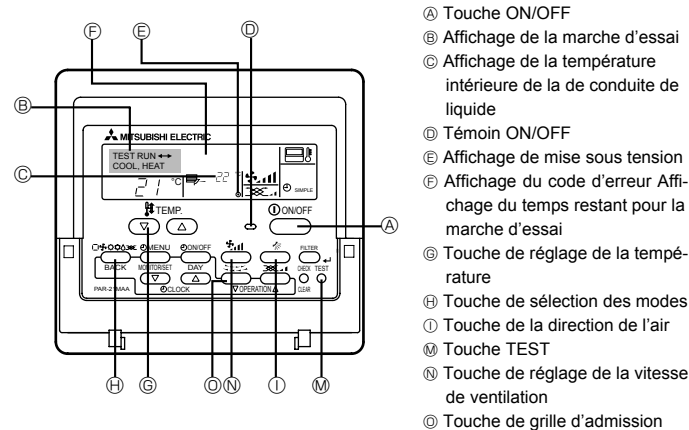 Ⓕ Ⓔ Ⓓ
Ⓑ
Ⓒ
Ⓐ
MITSUBISHI ELECTRIC
TEST RUN
COOL, HEAT
21 °C
22 °C
SIMPLE
TEMP.
ON/OFF
MENU
ON/OFF
FILTER
BACK
MONITOR/SET
DAY
CHECK
TEST
PAR-21MAA
CLOCK
OPERATION
CLEAR
Ⓗ Ⓖ Ⓞ Ⓝ Ⓘ Ⓜ
Ⓐ Touche ON/OFF
Ⓑ Affichage de la marche d’essai
Ⓒ Affichage de la température
intérieure de la de conduite de
liquide
Ⓓ Témoin ON/OFF
Ⓔ Affichage de mise sous tension
Ⓕ Affichage du code d’erreur Affi-
chage du temps restant pour la
marche d’essai
Ⓖ Touche de réglage de la tempé-
rature
Ⓗ Touche de sélection des modes
Ⓘ Touche de la direction de l’air
Ⓜ Touche TEST
Ⓝ Touche de réglage de la vitesse
de ventilation
Ⓞ Touche de grille d’admission